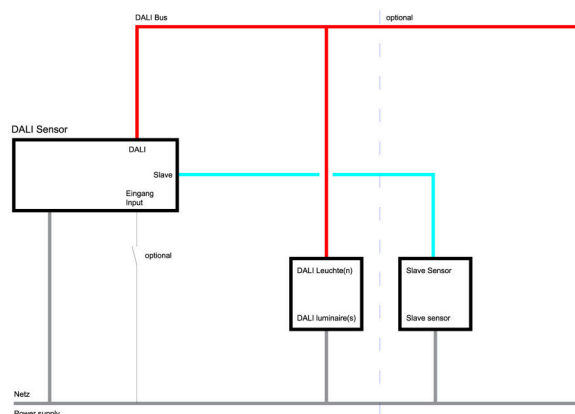 DALI Bus
optional
DALI Sensor
DALI
Slave
Eingang
Input
optional
DALI Leuchte(n)
DALI luminaire(s)
Slave Sensor
Slave sensor
Netz
Power supply